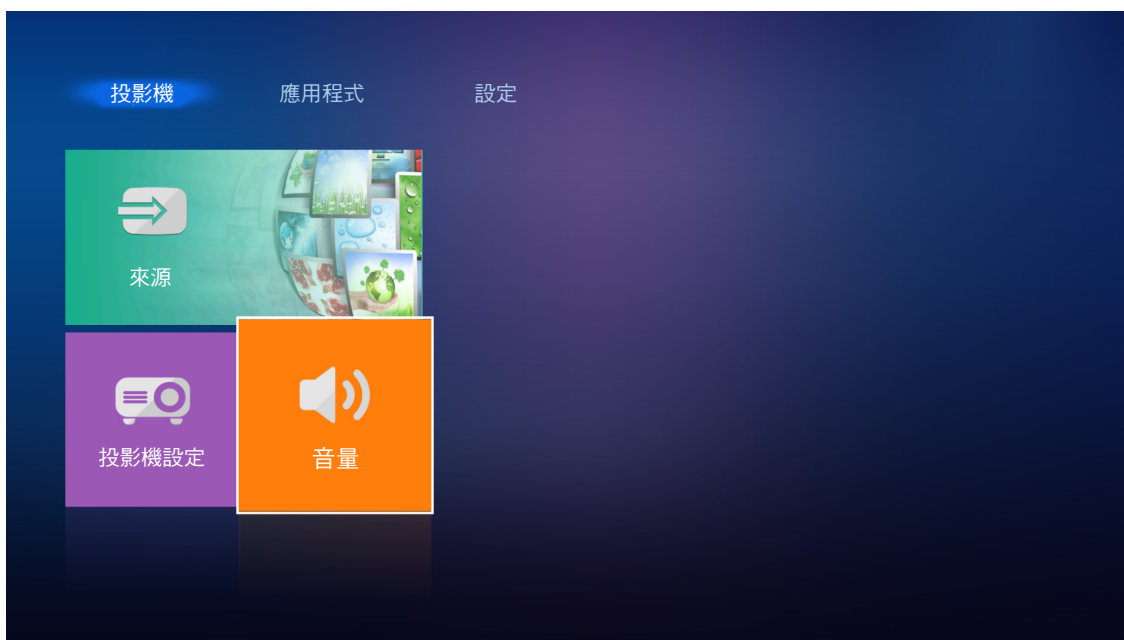 投影機
應用程式
設定
來源
投影機設定
音量